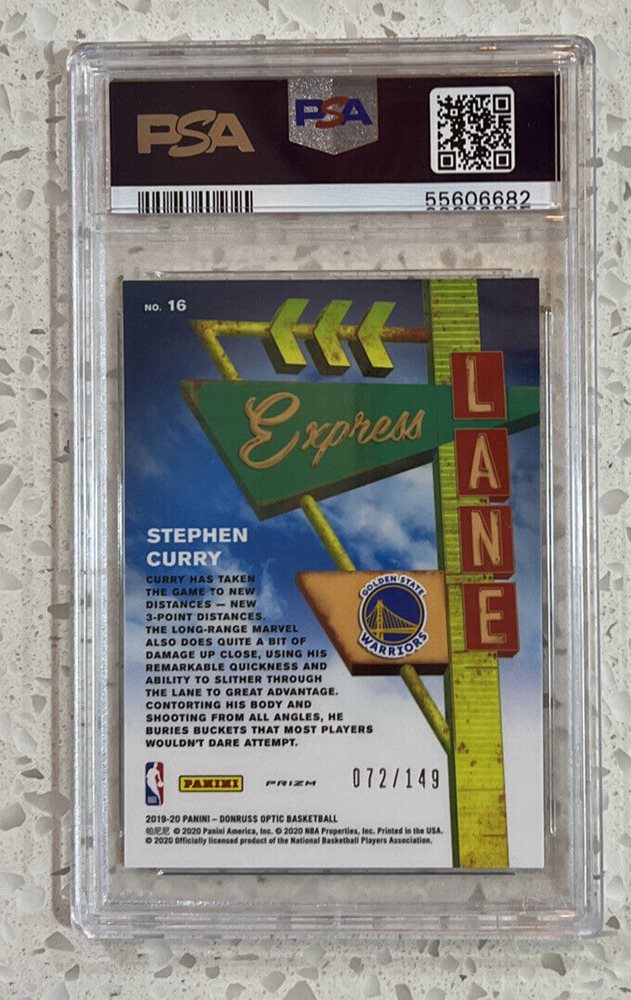 PSA PSA
55606682
NO. 16
Express
LANE
STEPHEN
CURRY
GOLDEN STATE
WARRIORS
CURRY HAS TAKEN
THE GAME TO NEW
DISTANCES — NEW
3-POINT DISTANCES.
THE LONG-RANGE MARVEL
ALSO DOES QUITE A BIT OF
DAMAGE UP CLOSE, USING HIS
REMARKABLE QUICKNESS AND
ABILITY TO SLITHER THROUGH
THE LANE TO GREAT ADVANTAGE.
CONTORTING HIS BODY AND
SHOOTING FROM ALL ANGLES, HE
BURIES BUCKETS THAT MOST PLAYERS
WOULDN'T DARE ATTEMPT.
NBA PANINI PRIZM 072/149
2019-20 PANINI – DONRUSS OPTIC BASKETBALL
帕尼尼 © 2020 Panini America, Inc. © 2020 NBA Properties, Inc. Printed in the USA.
© 2020 Officially licensed product of the National Basketball Players Association.